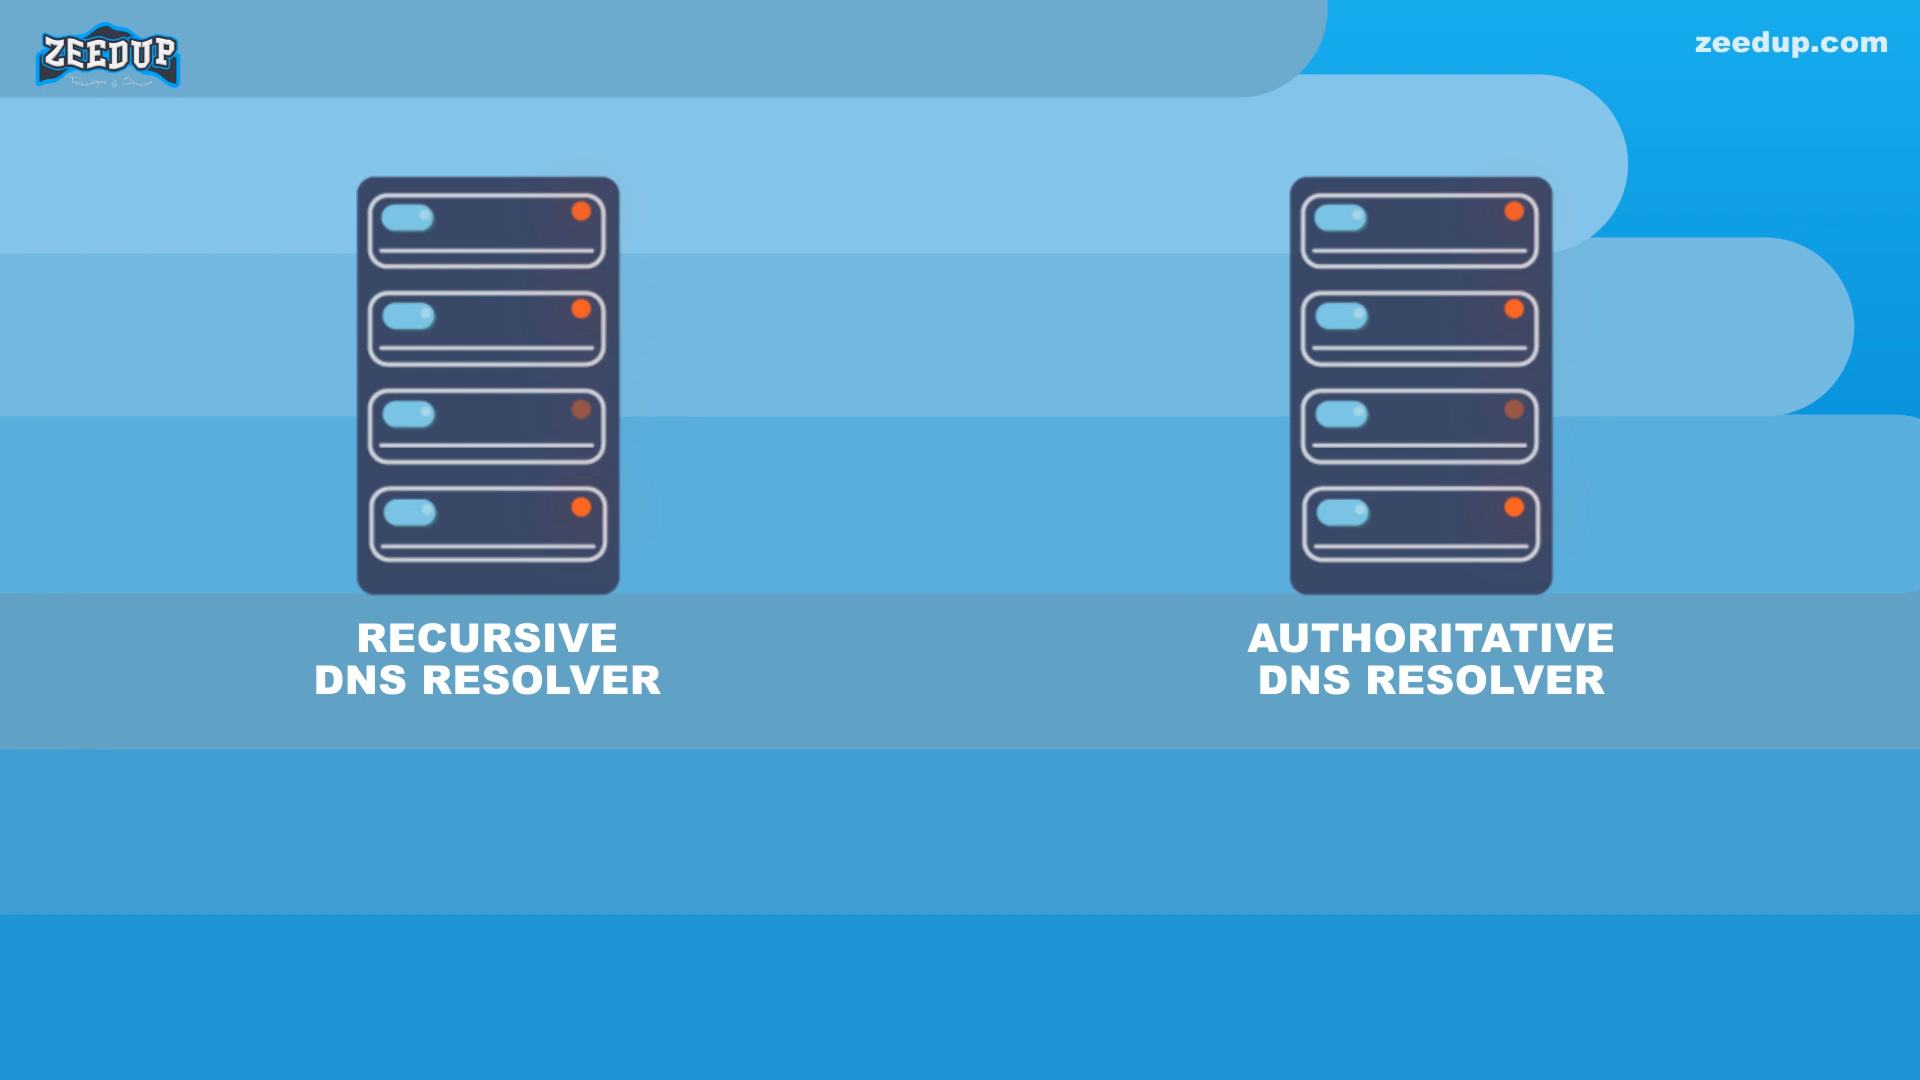 ZEEDUP
zeedup.com
RECURSIVE
DNS RESOLVER
AUTHORITATIVE
DNS RESOLVER